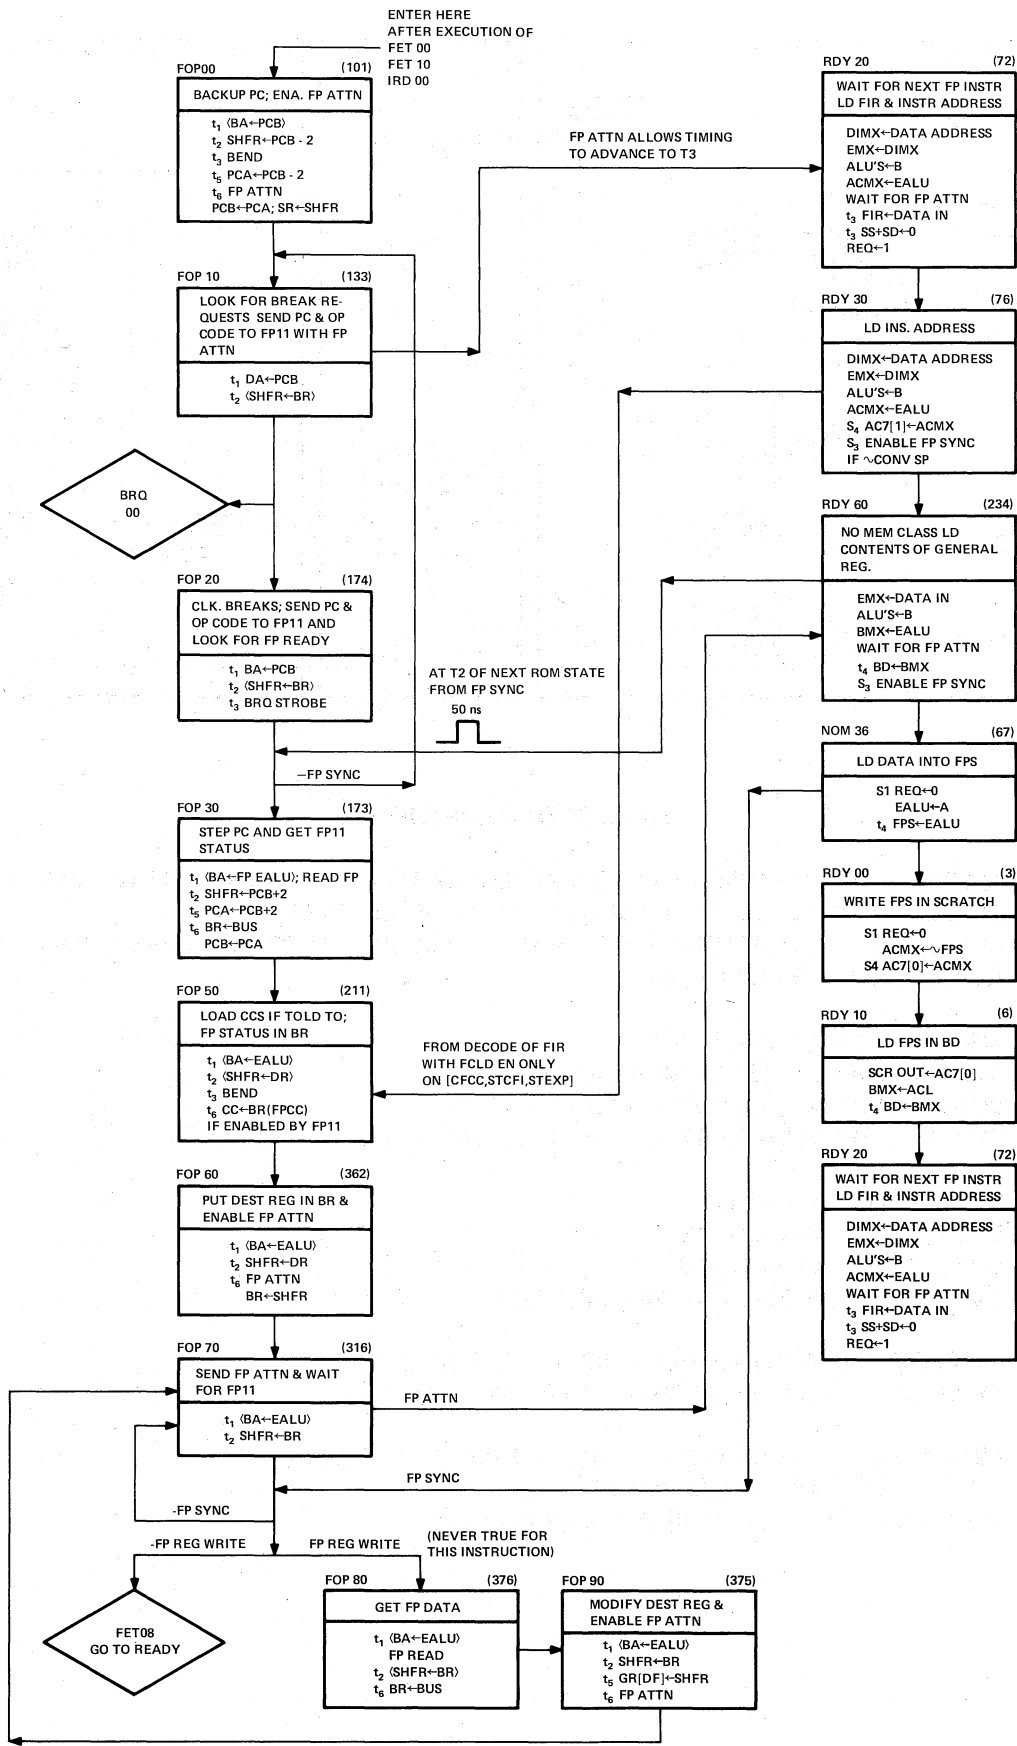 ENTER HERE
AFTER EXECUTION OF
FET 00
FET 10
IRD 00
FOP00 (101)
BACKUP PC; ENA. FP ATTN
t1 ⟨BA←PCB⟩
t2 SHFR←PCB - 2
t3 BEND
t5 PCA←PCB - 2
t6 FP ATTN
PCB←PCA; SR←SHFR
FOP 10 (133)
LOOK FOR BREAK RE-
QUESTS SEND PC & OP
CODE TO FP11 WITH FP
ATTN
t1 DA←PCB
t2 ⟨SHFR←BR⟩
BRQ
00
FOP 20 (174)
CLK. BREAKS; SEND PC &
OP CODE TO FP11 AND
LOOK FOR FP READY
t1 BA←PCB
t2 ⟨SHFR←BR⟩
t3 BRQ STROBE
—FP SYNC
FOP 30 (173)
STEP PC AND GET FP11
STATUS
t1 ⟨BA←FP EALU⟩; READ FP
t2 SHFR←PCB+2
t5 PCA←PCB+2
t6 BR←BUS
PCB←PCA
FOP 50 (211)
LOAD CCS IF TOLD TO;
FP STATUS IN BR
t1 ⟨BA←EALU⟩
t2 ⟨SHFR←DR⟩
t3 BEND
t6 CC←BR(FPCC)
IF ENABLED BY FP11
FOP 60 (362)
PUT DEST REG IN BR &
ENABLE FP ATTN
t1 ⟨BA←EALU⟩
t2 SHFR←DR
t6 FP ATTN
BR←SHFR
FOP 70 (316)
SEND FP ATTN & WAIT
FOR FP11
t1 ⟨BA←EALU⟩
t2 SHFR←BR
FP ATTN
FP SYNC
-FP SYNC
-FP REG WRITE
FP REG WRITE
(NEVER TRUE FOR
THIS INSTRUCTION)
FET08
GO TO READY
FOP 80 (376)
GET FP DATA
t1 ⟨BA←EALU⟩
FP READ
t2 ⟨SHFR←BR⟩
t6 BR←BUS
FOP 90 (375)
MODIFY DEST REG &
ENABLE FP ATTN
t1 ⟨BA←EALU⟩
t2 SHFR←BR
t5 GR[DF]←SHFR
t6 FP ATTN
FP ATTN ALLOWS TIMING
TO ADVANCE TO T3
AT T2 OF NEXT ROM STATE
FROM FP SYNC
50 ns
FROM DECODE OF FIR
WITH FCLD EN ONLY
ON [CFCC,STCFI,STEXP]
RDY 20 (72)
WAIT FOR NEXT FP INSTR
LD FIR & INSTR ADDRESS
DIMX←DATA ADDRESS
EMX←DIMX
ALU'S←B
ACMX←EALU
WAIT FOR FP ATTN
t3 FIR←DATA IN
t3 SS+SD←0
REQ←1
RDY 30 (76)
LD INS. ADDRESS
DIMX←DATA ADDRESS
EMX←DIMX
ALU'S←B
ACMX←EALU
S4 AC7[1]←ACMX
S3 ENABLE FP SYNC
IF ~CONV SP
RDY 60 (234)
NO MEM CLASS LD
CONTENTS OF GENERAL
REG.
EMX←DATA IN
ALU'S←B
BMX←EALU
WAIT FOR FP ATTN
t4 BD←BMX
S3 ENABLE FP SYNC
NOM 36 (67)
LD DATA INTO FPS
S1 REQ←0
EALU←A
t4 FPS←EALU
RDY 00 (3)
WRITE FPS IN SCRATCH
S1 REQ←0
ACMX←~FPS
S4 AC7[0]←ACMX
RDY 10 (6)
LD FPS IN BD
SCR OUT←AC7[0]
BMX←ACL
t4 BD←BMX
RDY 20 (72)
WAIT FOR NEXT FP INSTR
LD FIR & INSTR ADDRESS
DIMX←DATA ADDRESS
EMX←DIMX
ALU'S←B
ACMX←EALU
WAIT FOR FP ATTN
t3 FIR←DATA IN
t3 SS+SD←0
REQ←1